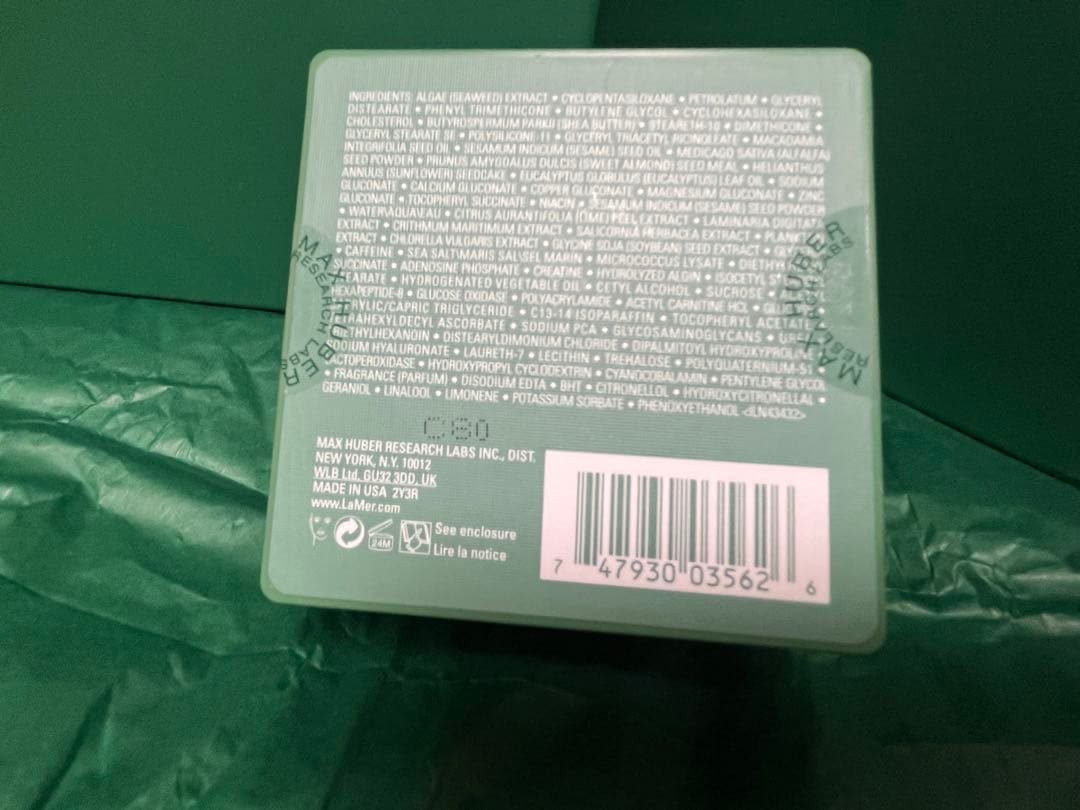 INGREDIENTS: ALGAE (SEAWEED) EXTRACT • CYCLOPENTASILOXANE • PETROLATUM • GLYCERYL
DISTEARATE • PHENYL TRIMETHICONE • BUTYLENE GLYCOL • CYCLOHEXASILOXANE •
CHOLESTEROL • BUTYROSPERMUM PARKII (SHEA BUTTER) • STEARETH-10 • DIMETHICONE •
GLYCERYL STEARATE SE • POLYSILICONE-11 • GLYCERYL TRIACETYL RICINOLEATE • MACADAMIA
INTEGRIFOLIA SEED OIL • SESAMUM INDICUM (SESAME) SEED OIL • MEDICAGO SATIVA (ALFALFA)
SEED POWDER • PRUNUS AMYGDALUS DULCIS (SWEET ALMOND) SEED MEAL • HELIANTHUS
ANNUUS (SUNFLOWER) SEEDCAKE • EUCALYPTUS GLOBULUS (EUCALYPTUS) LEAF OIL • SODIUM
GLUCONATE • CALCIUM GLUCONATE • COPPER GLUCONATE • MAGNESIUM GLUCONATE • ZINC
GLUCONATE • TOCOPHERYL SUCCINATE • NIACIN • SESAMUM INDICUM (SESAME) SEED POWDER
• WATER\AQUA\EAU • CITRUS AURANTIFOLIA (LIME) PEEL EXTRACT • LAMINARIA
EXTRACT • CRITHMUM MARITIMUM EXTRACT • SALICORNIA HERBACEA EXTRACT •
EXTRACT • CHLORELLA VULGARIS EXTRACT • GLYCINE SOJA (SOYBEAN) SEED EXTRACT •
• CAFFEINE • SEA SALT\MARIS SAL\SEL MARIN • MICROCOCCUS LYSATE •
SUCCINATE • ADENOSINE PHOSPHATE • CREATINE • HYDROLYZED ALGIN • ISOCETYL
• HYDROGENATED VEGETABLE OIL • CETYL ALCOHOL • SUCROSE •
HEXAPEPTIDE-8 • GLUCOSE OXIDASE • POLYACRYLAMIDE • ACETYL CARNITINE HCL •
TRIGLYCERIDE • C13-14 ISOPARAFFIN • TOCOPHERYL ACETATE
ASCORBATE • SODIUM PCA • GLYCOSAMINOGLYCANS •
• DISTEARYLDIMONIUM CHLORIDE • DIPALMITOYL HYDROXYPROLINE
SODIUM HYALURONATE • LAURETH-7 • LECITHIN • TREHALOSE • POLYQUATERNIUM-51 •
LACTOPEROXIDASE • HYDROXYPROPYL CYCLODEXTRIN • CYANOCOBALAMIN • PENTYLENE GLYCOL
• FRAGRANCE (PARFUM) • DISODIUM EDTA • BHT • CITRONELLOL • HYDROXYCITRONELLAL •
GERANIOL • LINALOOL • LIMONENE • POTASSIUM SORBATE • PHENOXYETHANOL <ILN43432>
MAX HUBER
RESEARCH LABS
MAX HUBER
RESEARCH LABS
C80
MAX HUBER RESEARCH LABS INC., DIST.
NEW YORK, N.Y. 10012
WLB Ltd, GU32 3DD, UK
MADE IN USA 2Y3R
www.LaMer.com
24M
See enclosure
Lire la notice
7 47930 03562 6